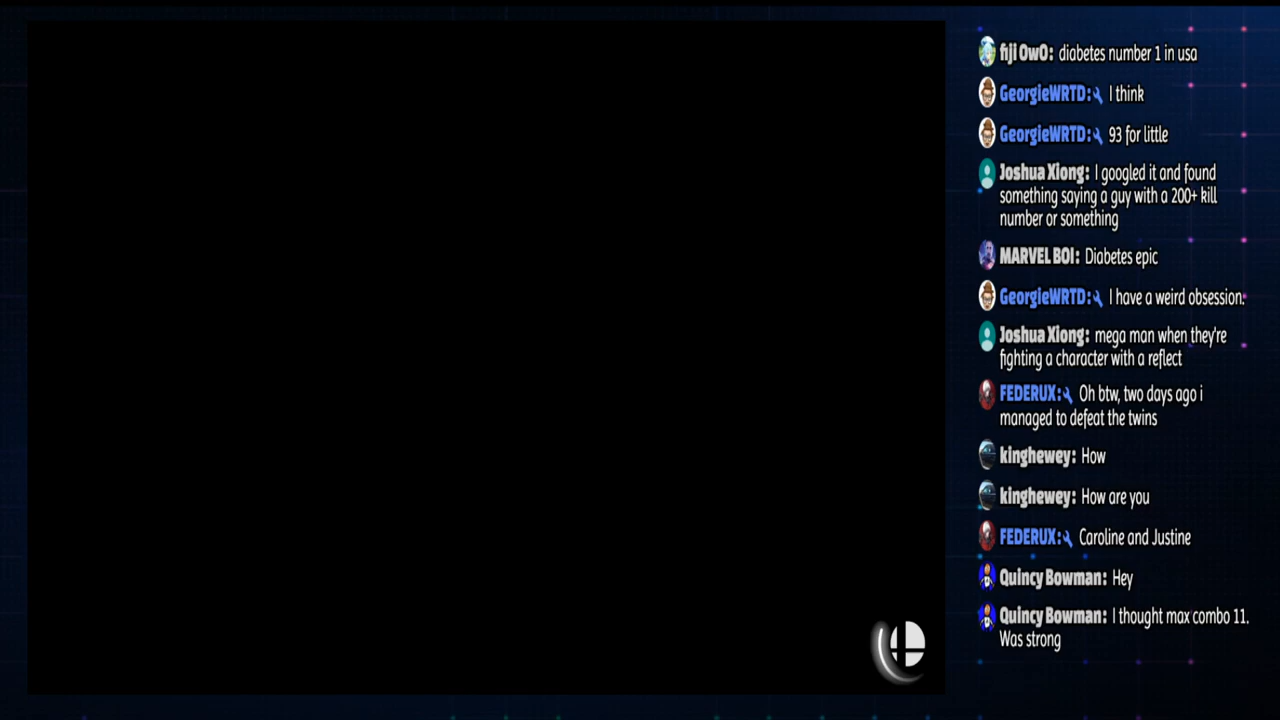 fiji OwO: diabetes number 1 in usa
GeorgieWRTD: I think
GeorgieWRTD: 93 for little
Joshua Xiong: I googled it and found
something saying a guy with a 200+ kill
number or something
MARVEL BOI: Diabetes epic
GeorgieWRTD: I have a weird obsession.
Joshua Xiong: mega man when they're
fighting a character with a reflect
FEDERUX: Oh btw, two days ago i
managed to defeat the twins
kinghewey: How
kinghewey: How are you
FEDERUX: Caroline and Justine
Quincy Bowman: Hey
Quincy Bowman: I thought max combo 11.
Was strong